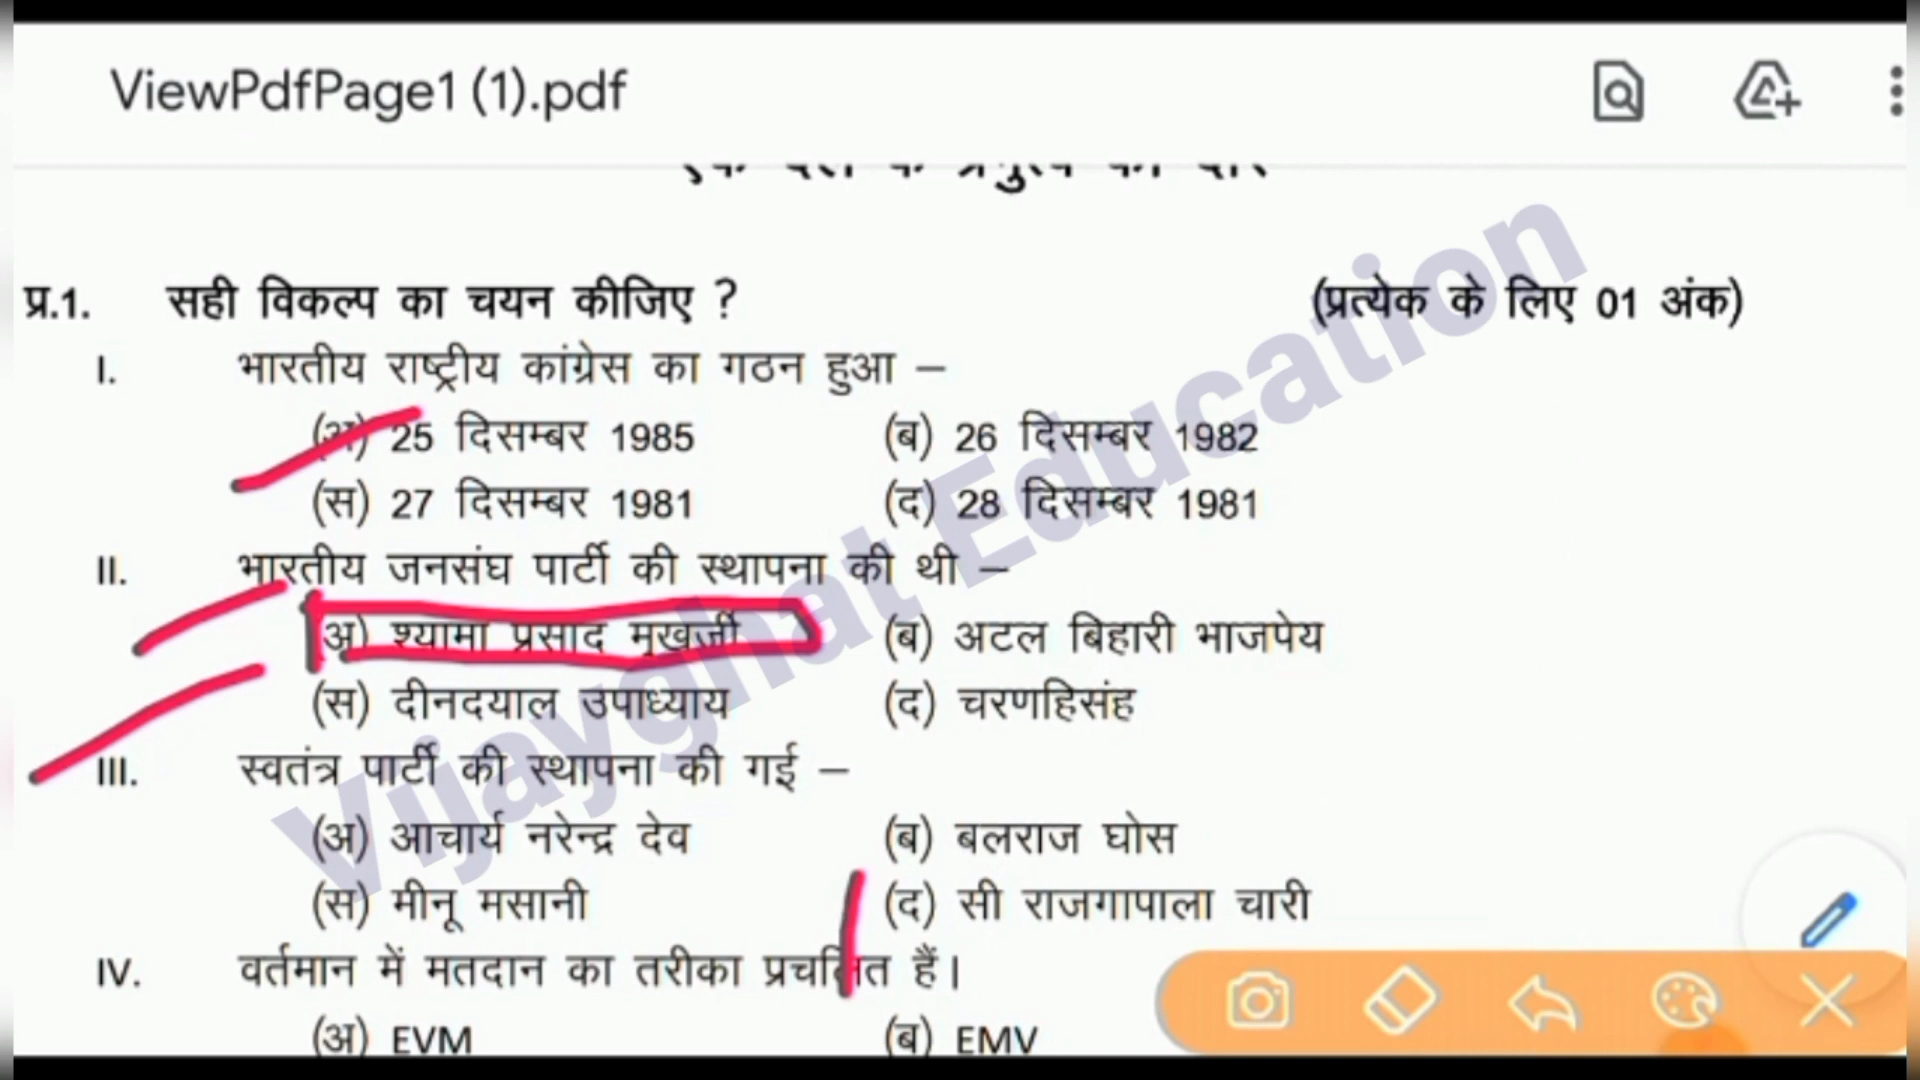 ViewPdfPage1 (1).pdf
प्र.1. सही विकल्प का चयन कीजिए ? (प्रत्येक के लिए 01 अंक)
I. भारतीय राष्ट्रीय कांग्रेस का गठन हुआ –
(अ) 25 दिसम्बर 1985 (ब) 26 दिसम्बर 1982
(स) 27 दिसम्बर 1981 (द) 28 दिसम्बर 1981
II. भारतीय जनसंघ पार्टी की स्थापना की थी –
(अ) श्यामा प्रसाद मुखर्जी (ब) अटल बिहारी भाजपेय
(स) दीनदयाल उपाध्याय (द) चरणहिसंह
III. स्वतंत्र पार्टी की स्थापना की गई –
(अ) आचार्य नरेन्द्र देव (ब) बलराज घोस
(स) मीनू मसानी (द) सी राजगापाला चारी
IV. वर्तमान में मतदान का तरीका प्रचलित हैं।
(अ) EVM (ब) EMV
Vijayghat Education